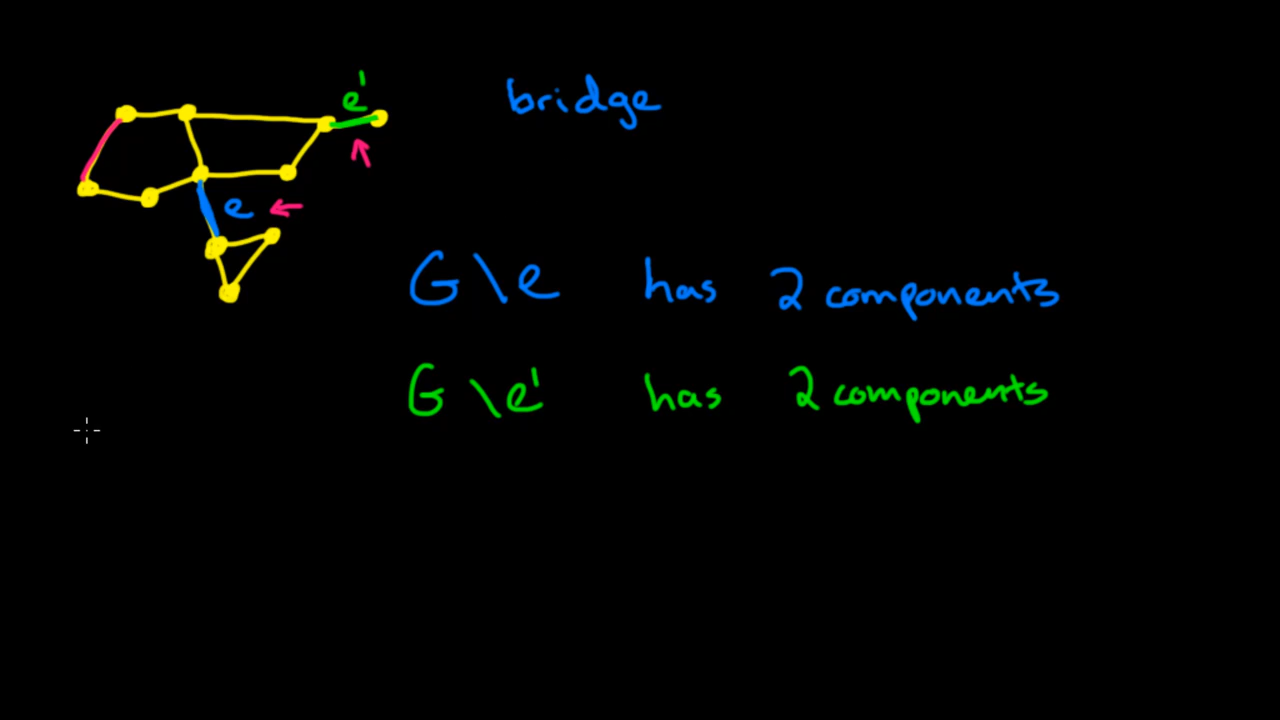 e'
bridge
e
G\e has 2 components
G\e' has 2 components